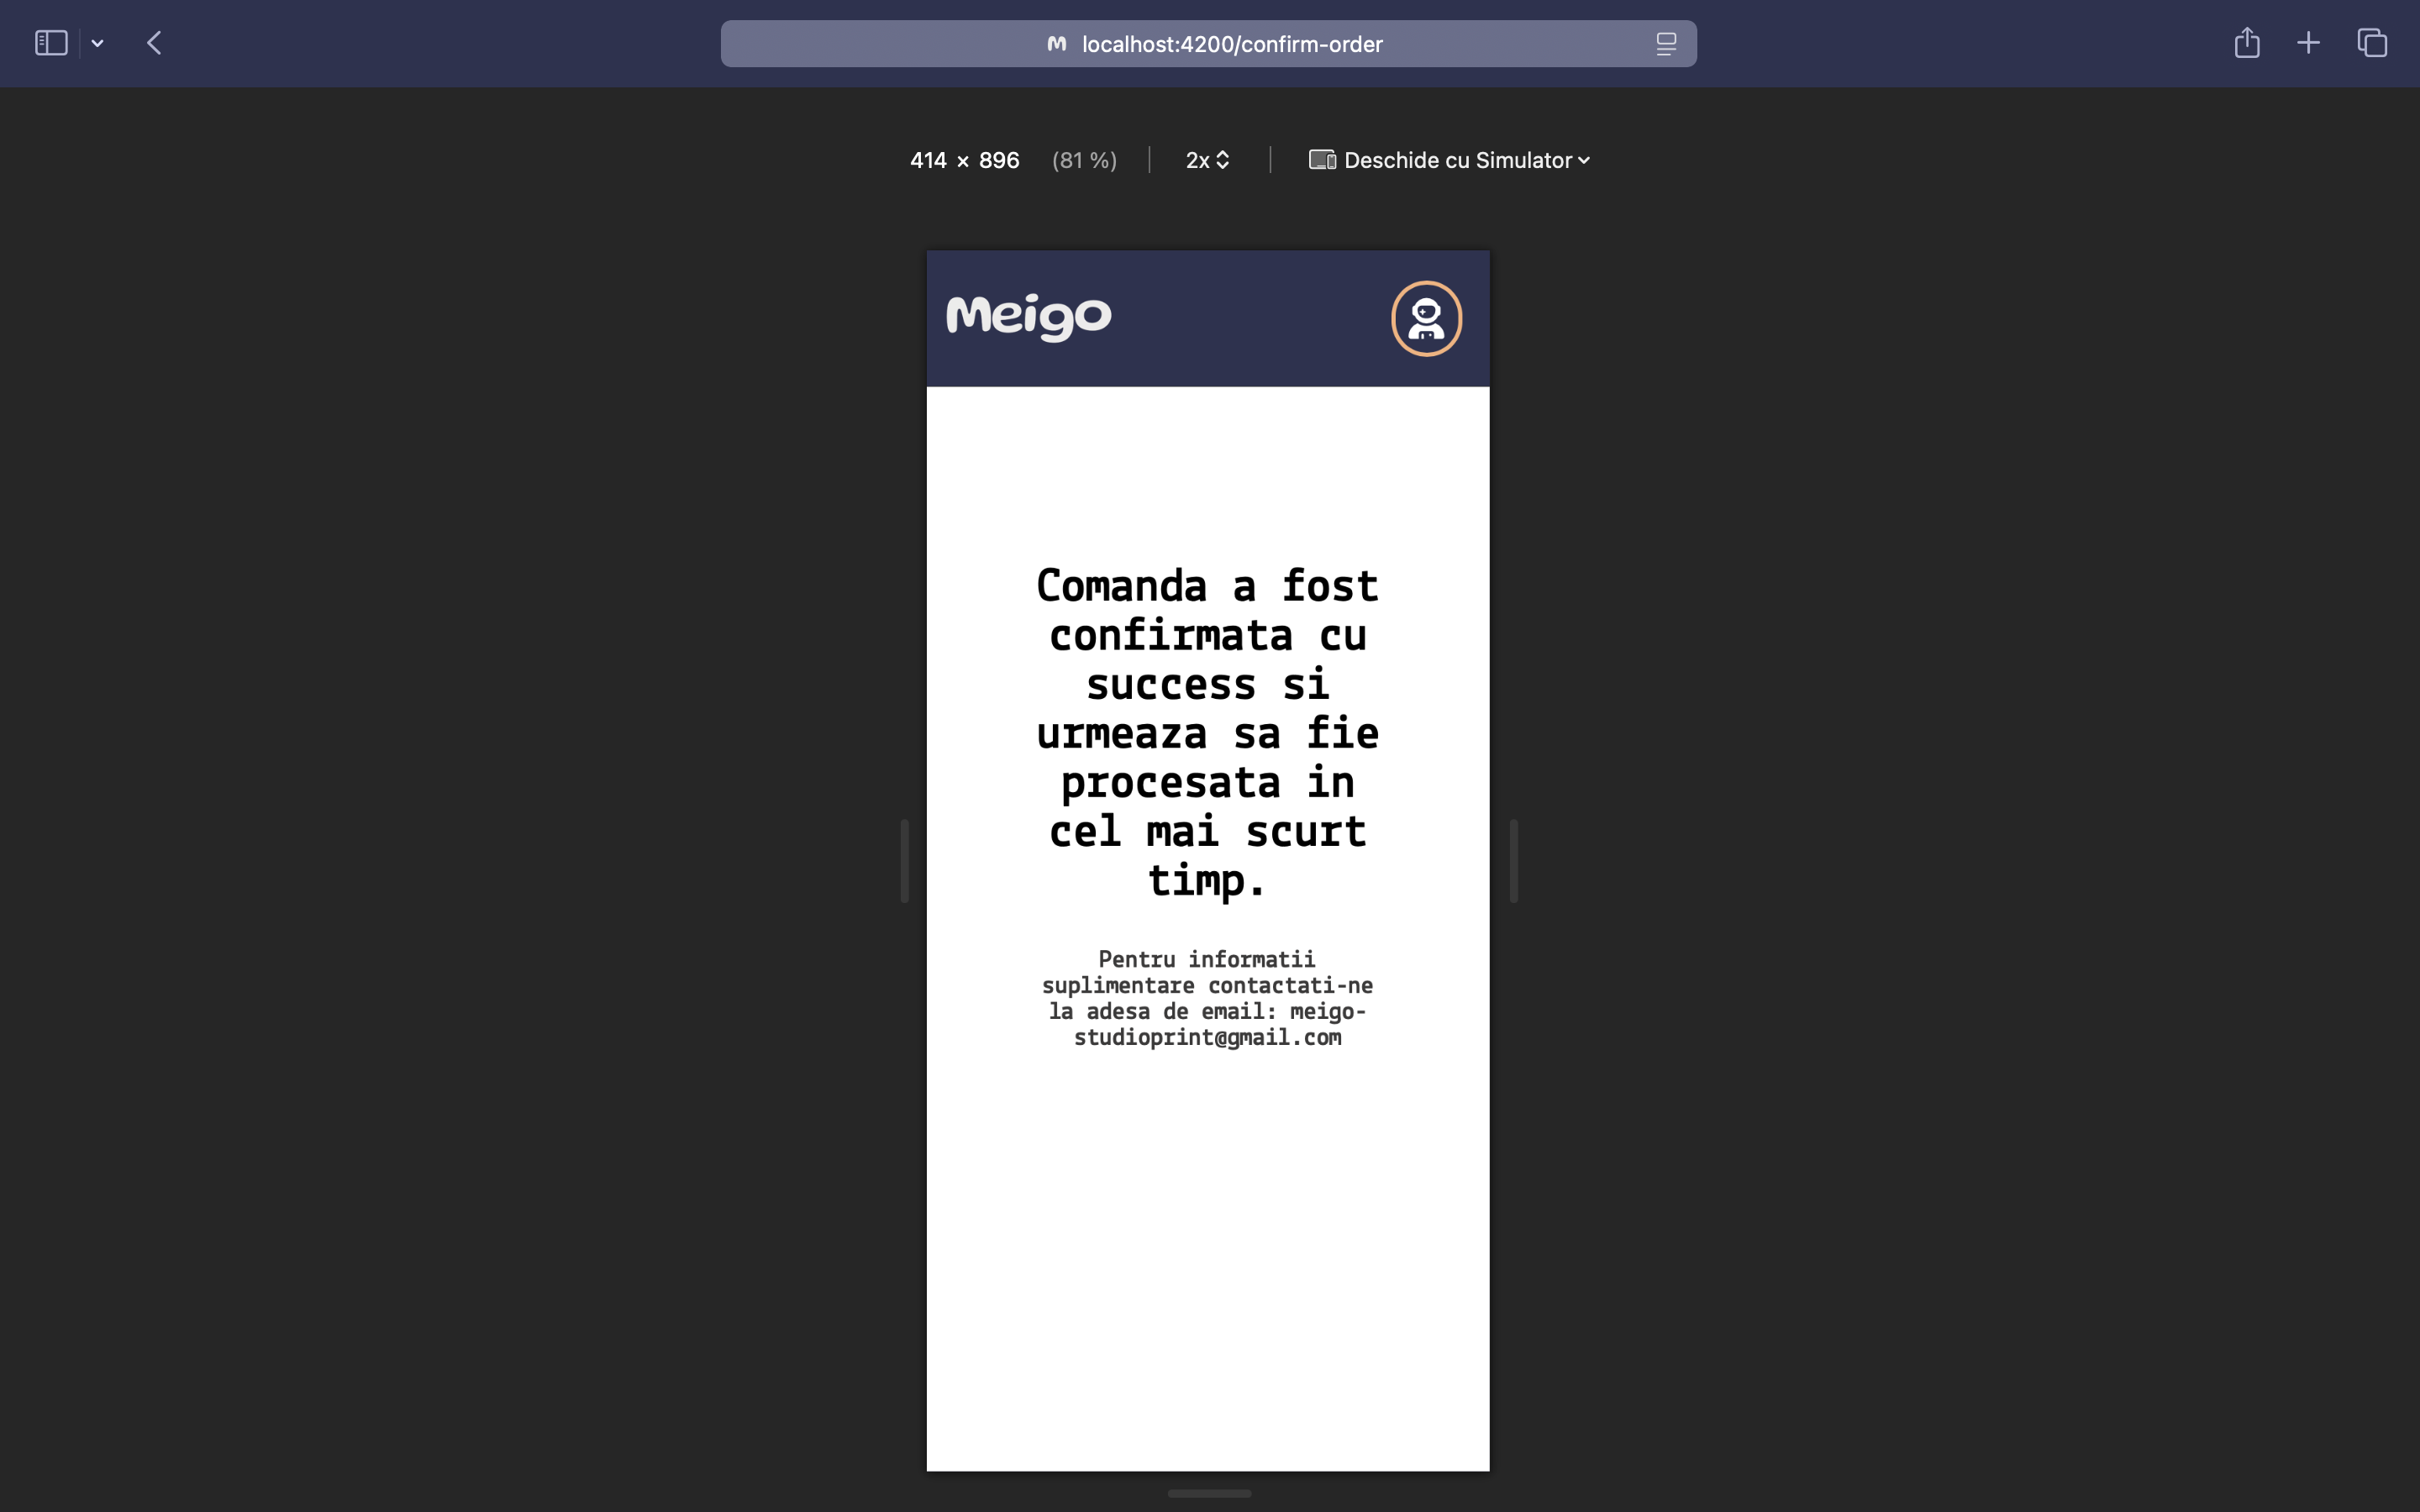 localhost:4200/confirm-order
414 × 896 (81 %) 2x Deschide cu Simulator
Meigo
Comanda a fost
confirmata cu
success si
urmeaza sa fie
procesata in
cel mai scurt
timp.
Pentru informatii
suplimentare contactati-ne
la adesa de email: meigo-
studioprint@gmail.com